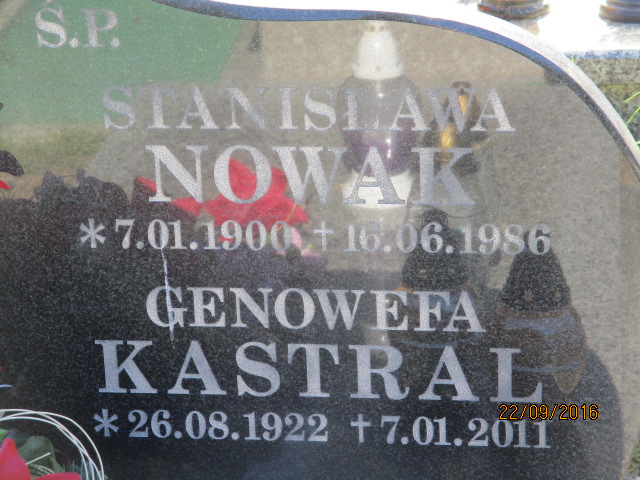 Ś.P.
STANISŁAWA
NOWAK
* 7.01.1900 † 16.06.1986
GENOWEFA
KASTRAL
* 26.08.1922 † 7.01.2011
22/09/2016